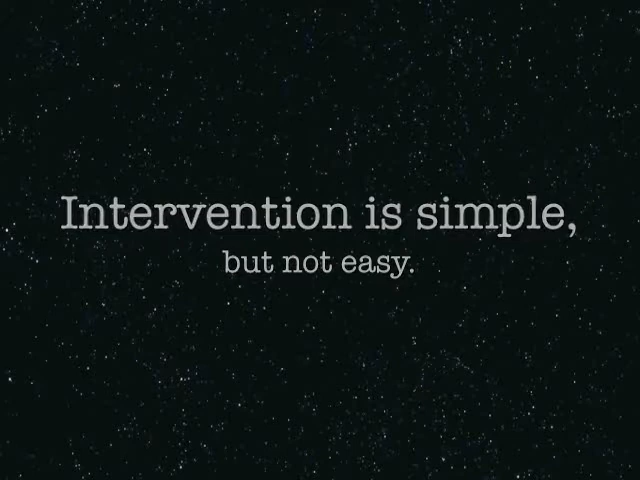 Intervention is simple,
but not easy.